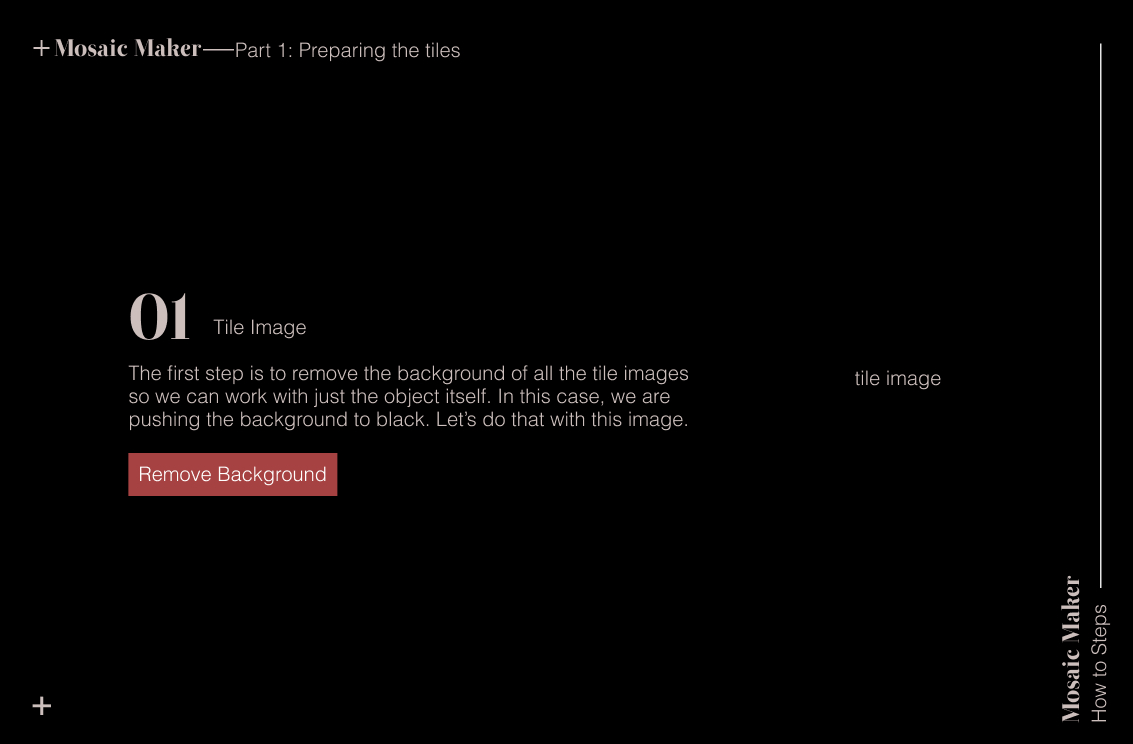 + Mosaic Maker—Part 1: Preparing the tiles
01 Tile Image
The first step is to remove the background of all the tile images
so we can work with just the object itself. In this case, we are
pushing the background to black. Let’s do that with this image.
Remove Background
tile image
Mosaic Maker
How to Steps
+